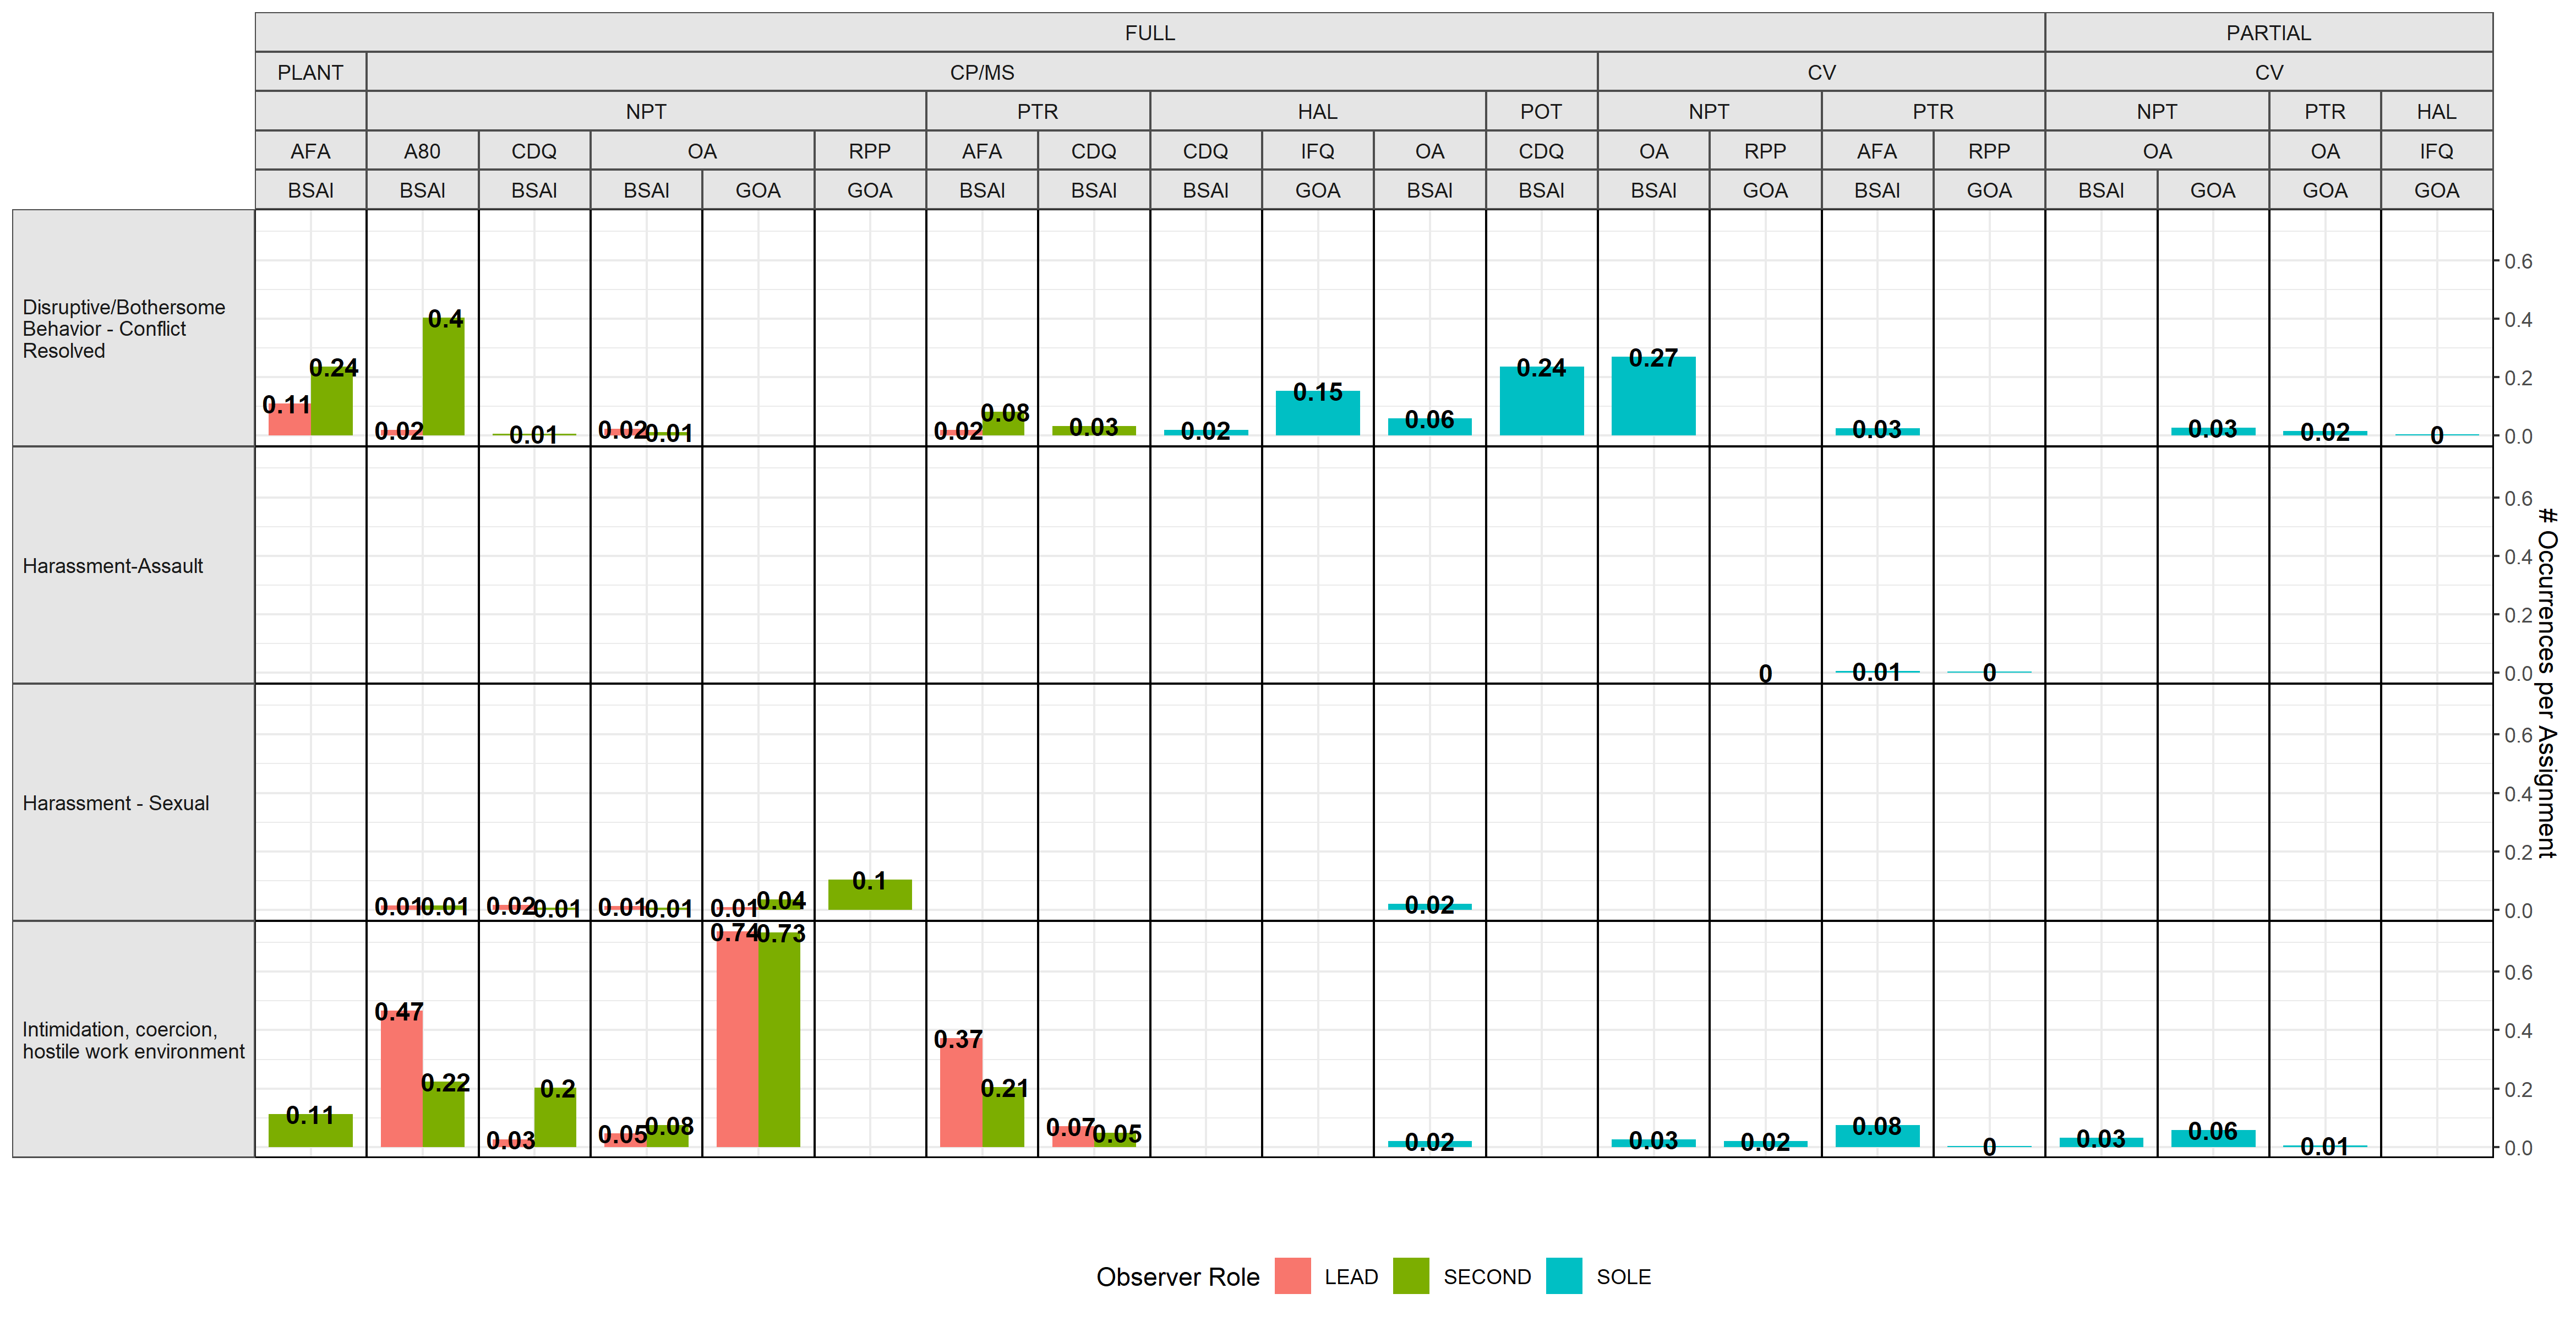 FULL PARTIAL
PLANT CP/MS CV CV
NPT PTR HAL POT NPT PTR NPT PTR HAL
AFA A80 CDQ OA RPP AFA CDQ CDQ IFQ OA CDQ OA RPP AFA RPP OA OA IFQ
BSAI BSAI BSAI BSAI GOA GOA BSAI BSAI BSAI GOA BSAI BSAI BSAI GOA BSAI GOA BSAI GOA GOA GOA
Disruptive/Bothersome
Behavior - Conflict
Resolved
0.11 0.24 0.02 0.4 0.01 0.02 0.01 0.02 0.08 0.03 0.02 0.15 0.06 0.24 0.27 0.03 0.03 0.02 0
0.6
0.4
0.2
0.0
Harassment-Assault
0 0.01 0
0.6
0.4
0.2
0.0
Harassment - Sexual
0.01 0.01 0.02 0.01 0.01 0.01 0.01 0.04 0.1 0.02
0.6
0.4
0.2
0.0
Intimidation, coercion,
hostile work environment
0.11 0.47 0.22 0.03 0.2 0.05 0.08 0.74 0.73 0.37 0.21 0.07 0.05 0.02 0.03 0.02 0.08 0 0.03 0.06 0.01
0.6
0.4
0.2
0.0
# Occurrences per Assignment
Observer Role LEAD SECOND SOLE